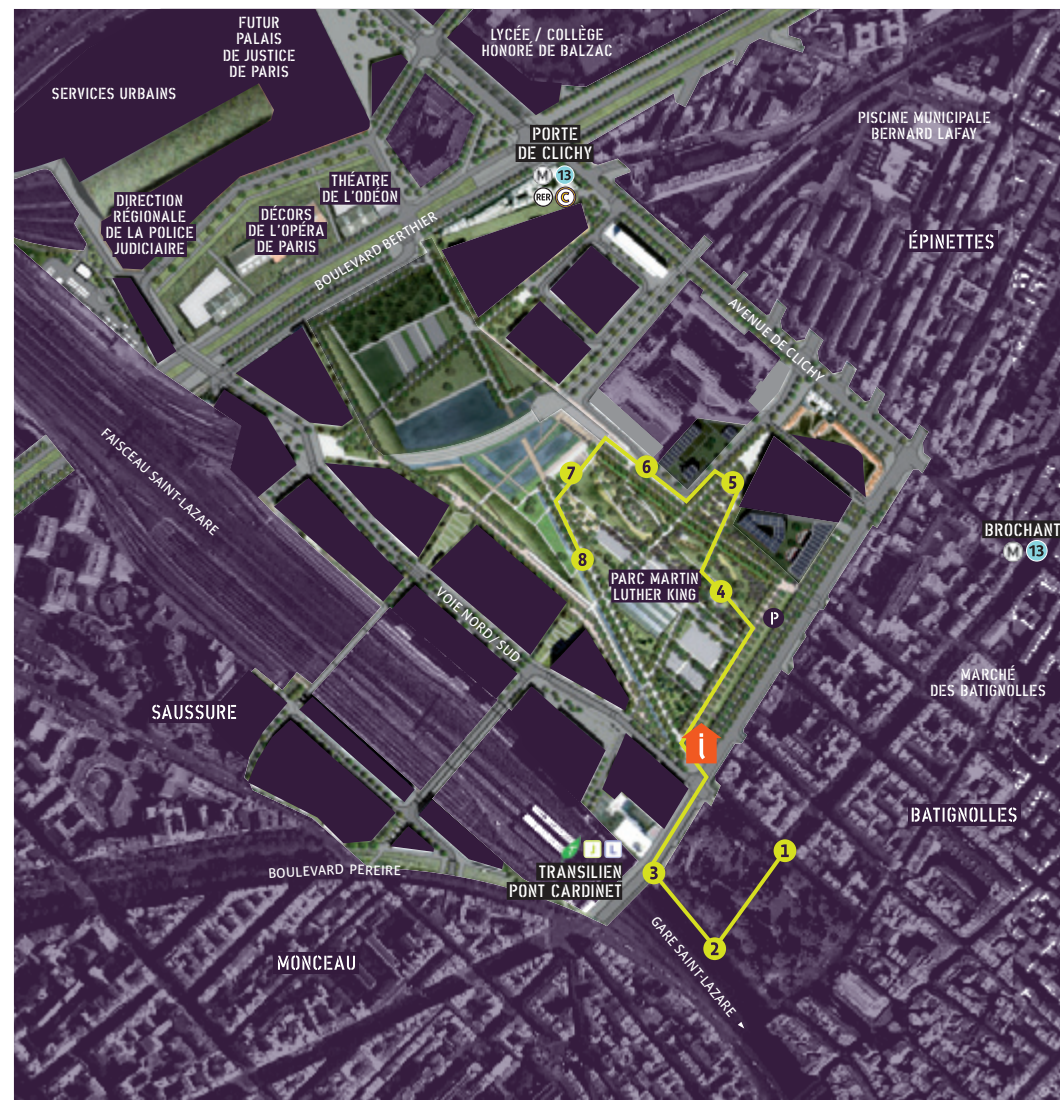 FUTUR
PALAIS
DE JUSTICE
DE PARIS
LYCÉE / COLLÈGE
HONORÉ DE BALZAC
SERVICES URBAINS
PISCINE MUNICIPALE
BERNARD LAFAY
PORTE
DE CLICHY
M 13
RER C
THÉATRE
DE L'ODÉON
DIRECTION
RÉGIONALE
DE LA POLICE
JUDICIAIRE
DÉCORS
DE L'OPÉRA
DE PARIS
BOULEVARD BERTHIER
ÉPINETTES
AVENUE DE CLICHY
FAISCEAU SAINT-LAZARE
6
7
5
8
BROCHANT
M 13
PARC MARTIN
LUTHER KING
4
P
VOIE NORD/SUD
MARCHÉ
DES BATIGNOLLES
SAUSSURE
i
BATIGNOLLES
J L
1
TRANSILIEN
PONT CARDINET
3
BOULEVARD PEREIRE
2
GARE SAINT-LAZARE
MONCEAU